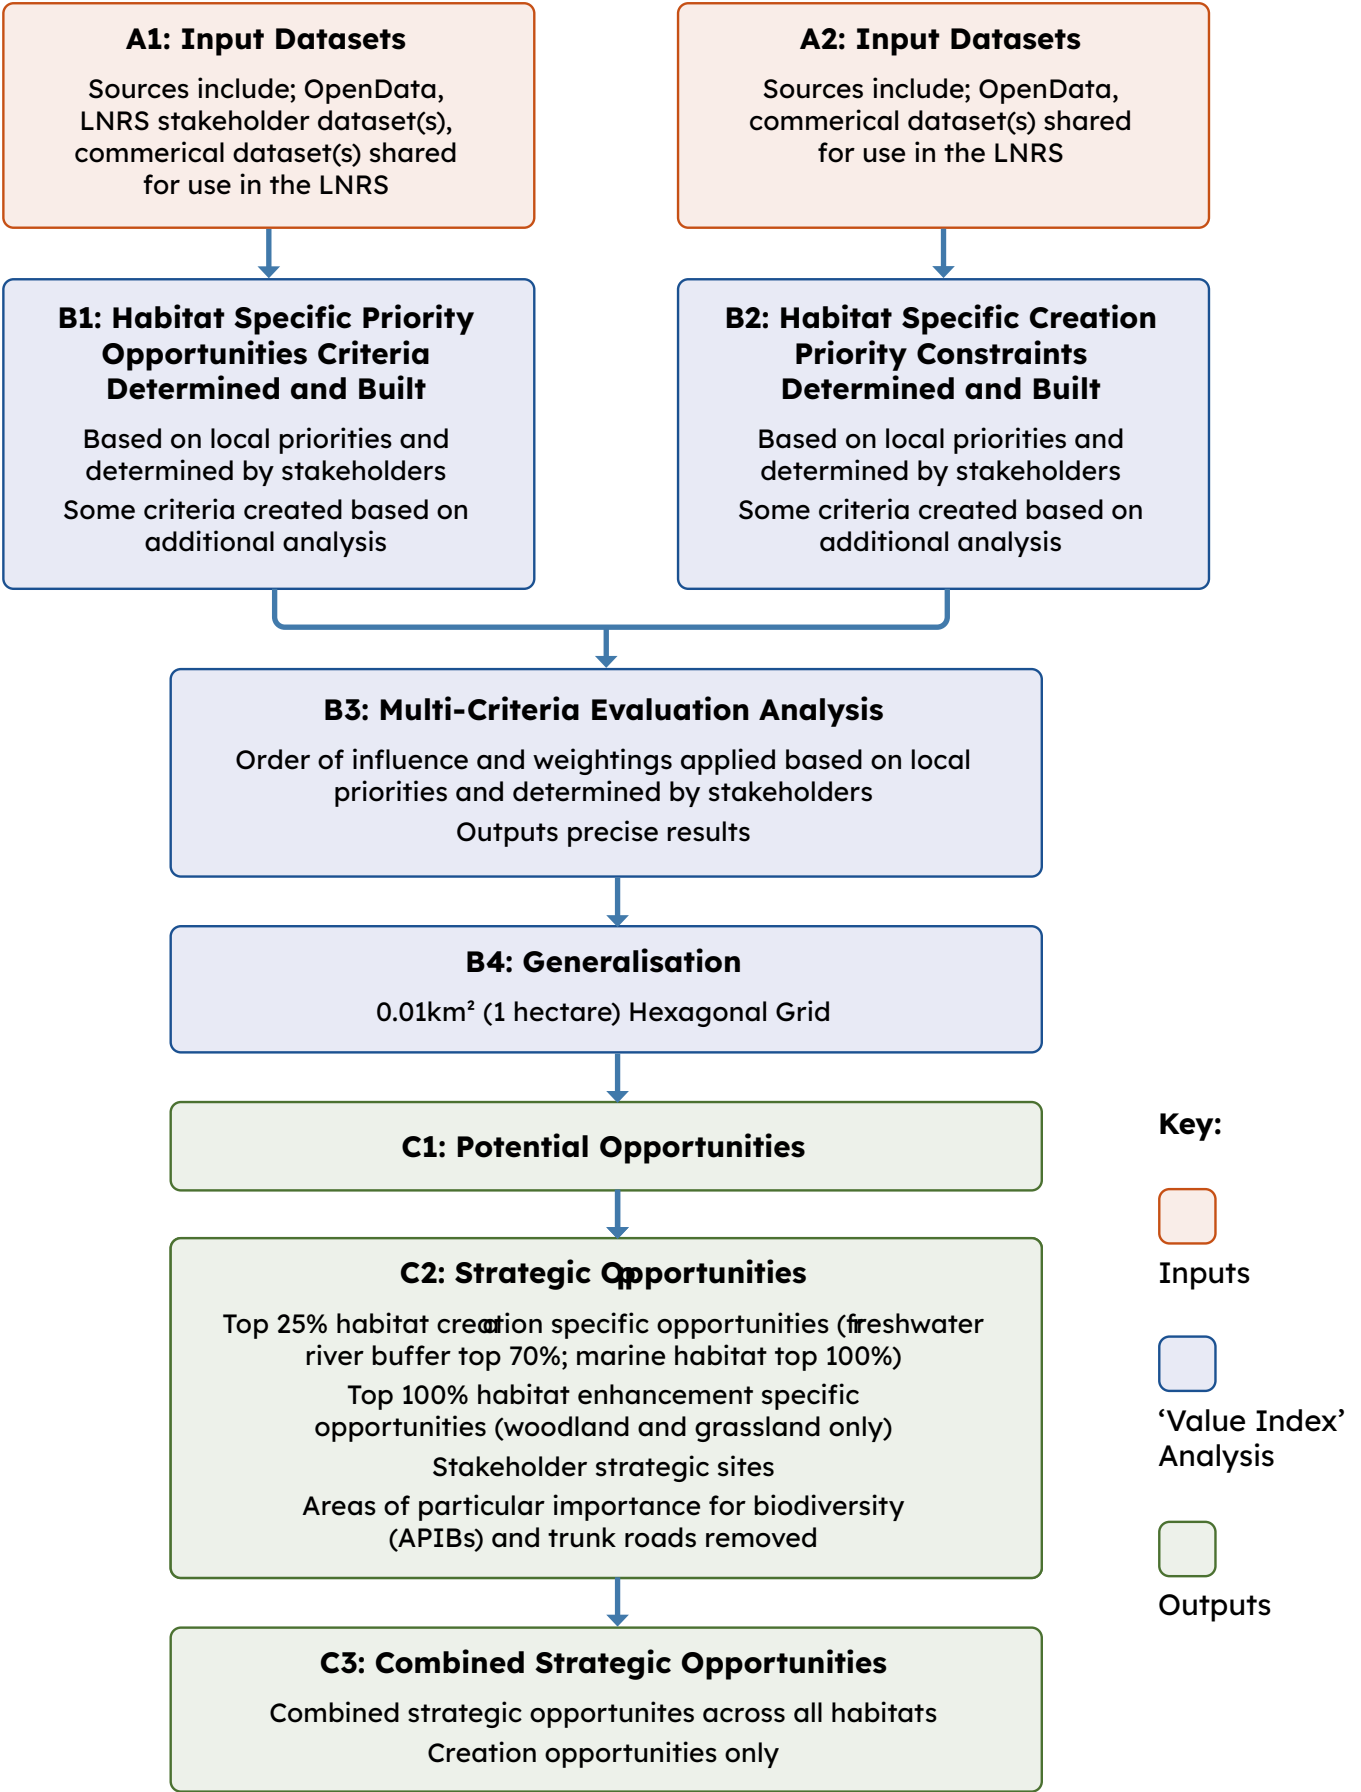 A1: Input Datasets
Sources include; OpenData,
LNRS stakeholder dataset(s),
commerical dataset(s) shared
for use in the LNRS
A2: Input Datasets
Sources include; OpenData,
commerical dataset(s) shared
for use in the LNRS
B1: Habitat Specific Priority
Opportunities Criteria
Determined and Built
Based on local priorities and
determined by stakeholders
Some criteria created based on
additional analysis
B2: Habitat Specific Creation
Priority Constraints
Determined and Built
Based on local priorities and
determined by stakeholders
Some criteria created based on
additional analysis
B3: Multi-Criteria Evaluation Analysis
Order of influence and weightings applied based on local
priorities and determined by stakeholders
Outputs precise results
B4: Generalisation
0.01km² (1 hectare) Hexagonal Grid
C1: Potential Opportunities
C2: Strategic Opportunities
Top 25% habitat creation specific opportunities (freshwater
river buffer top 70%; marine habitat top 100%)
Top 100% habitat enhancement specific
opportunities (woodland and grassland only)
Stakeholder strategic sites
Areas of particular importance for biodiversity
(APIBs) and trunk roads removed
C3: Combined Strategic Opportunities
Combined strategic opportunites across all habitats
Creation opportunities only
Key:
Inputs
‘Value Index’
Analysis
Outputs